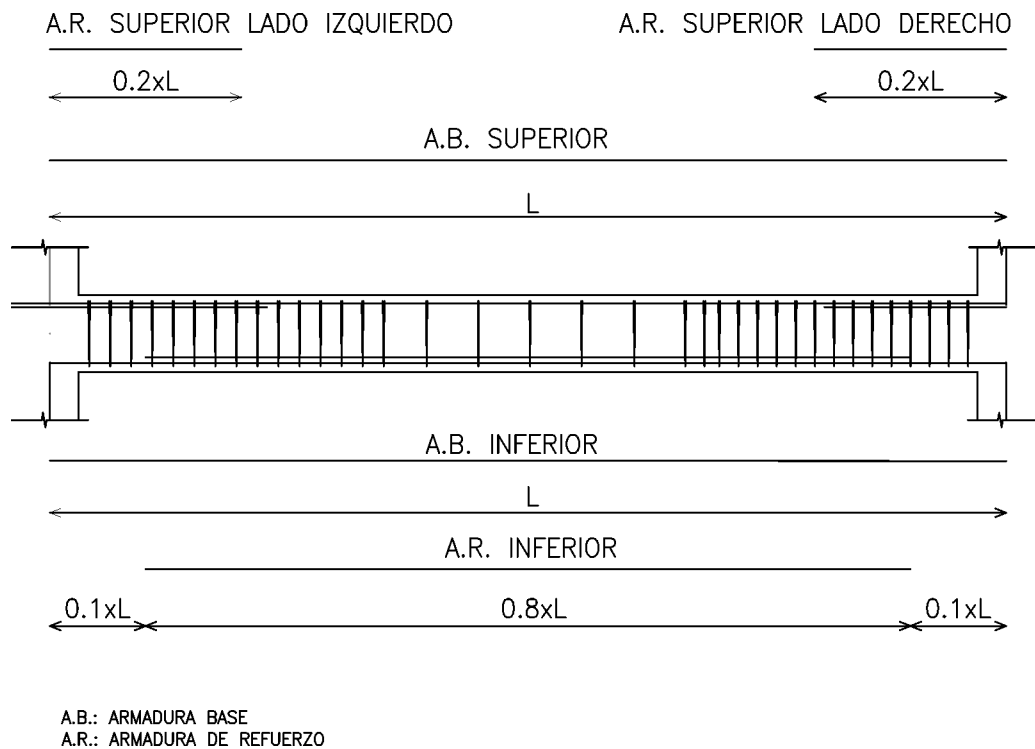 A.R. SUPERIOR LADO IZQUIERDO
A.R. SUPERIOR LADO DERECHO
0.2xL
0.2xL
A.B. SUPERIOR
L
A.B. INFERIOR
L
A.R. INFERIOR
0.1xL
0.8xL
0.1xL
A.B.: ARMADURA BASE
A.R.: ARMADURA DE REFUERZO